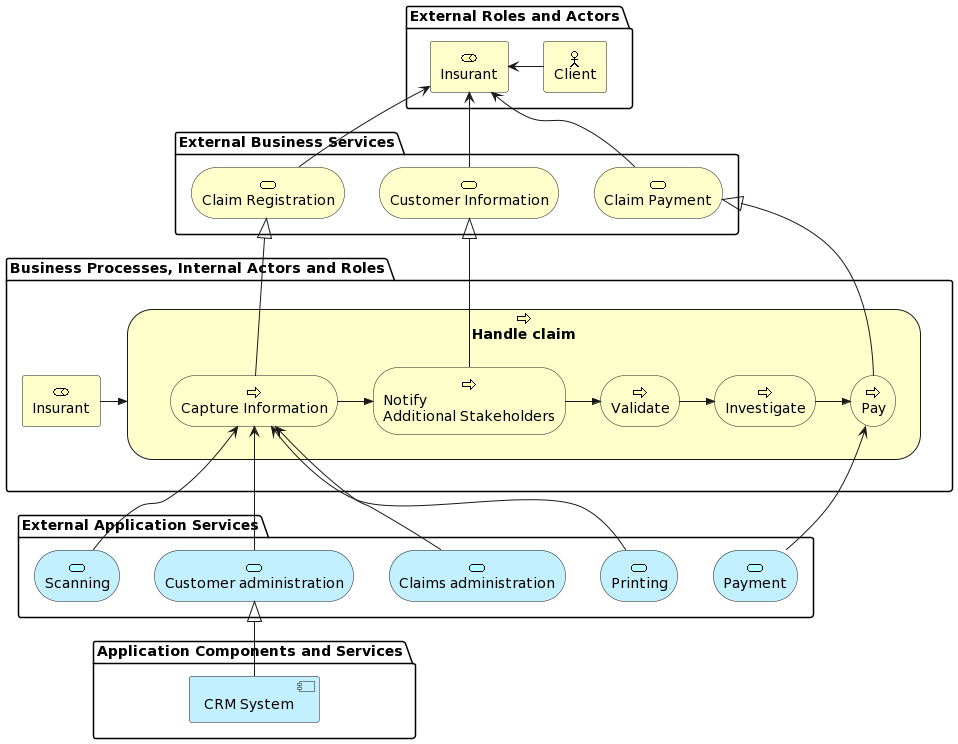 External Roles and Actors
Insurant
Client
External Business Services
Claim Registration
Customer Information
Claim Payment
Business Processes, Internal Actors and Roles
Handle claim
Insurant
Capture Information
Notify
Additional Stakeholders
Validate
Investigate
Pay
External Application Services
Scanning
Customer administration
Claims administration
Printing
Payment
Application Components and Services
CRM System